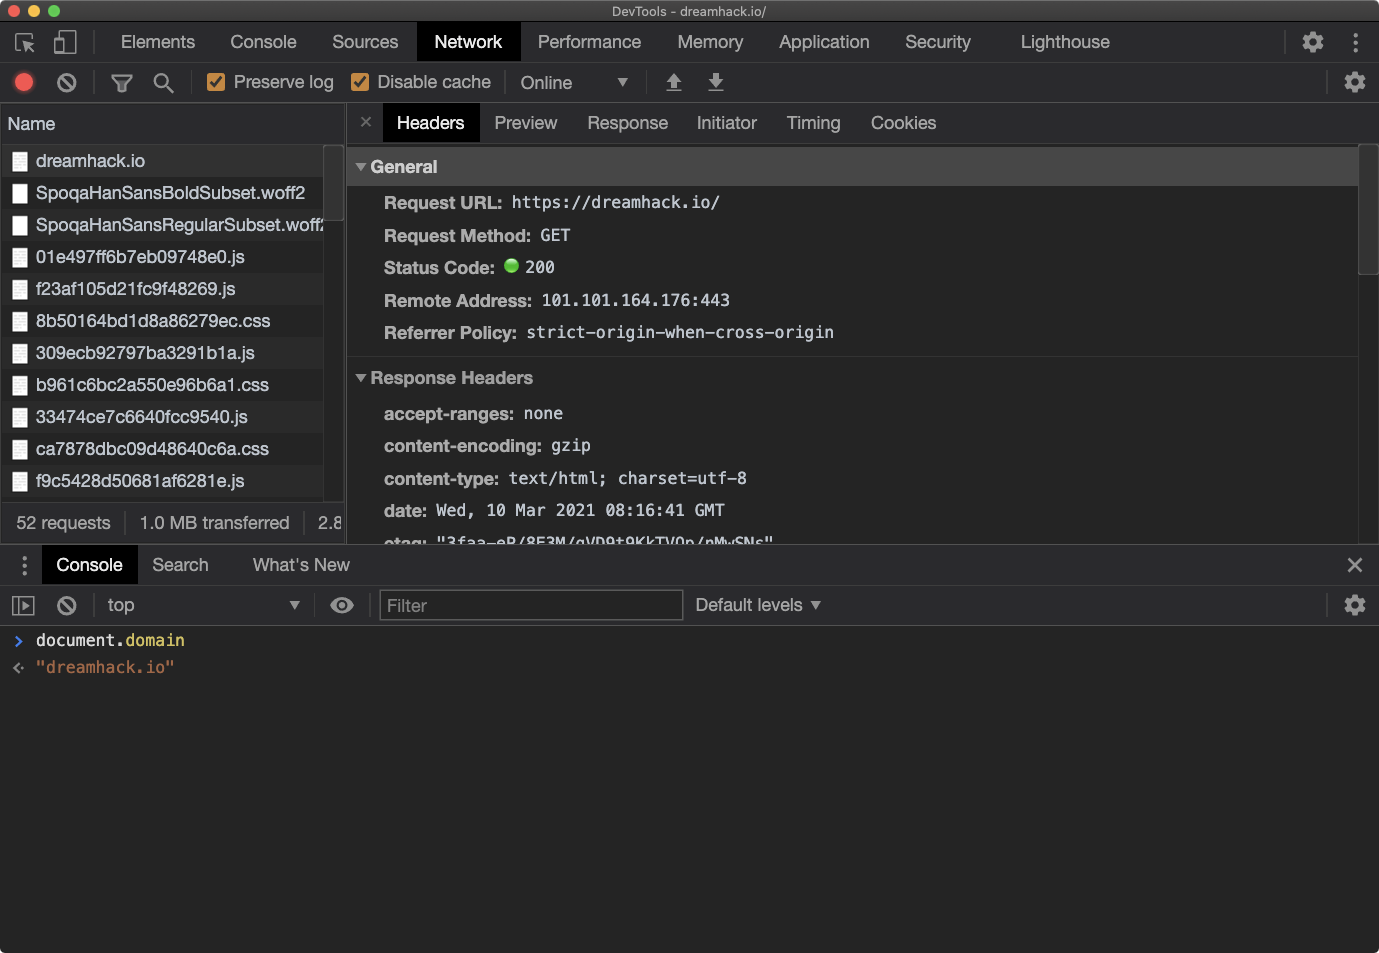 DevTools - dreamhack.io/
Elements Console Sources Network Performance Memory Application Security Lighthouse
Preserve log Disable cache Online
Name
Headers Preview Response Initiator Timing Cookies
dreamhack.io
SpoqaHanSansBoldSubset.woff2
SpoqaHanSansRegularSubset.woff2
01e497ff6b7eb09748e0.js
f23af105d21fc9f48269.js
8b50164bd1d8a86279ec.css
309ecb92797ba3291b1a.js
b961c6bc2a550e96b6a1.css
33474ce7c6640fcc9540.js
ca7878dbc09d48640c6a.css
f9c5428d50681af6281e.js
52 requests 1.0 MB transferred 2.8
General
Request URL: https://dreamhack.io/
Request Method: GET
Status Code: 200
Remote Address: 101.101.164.176:443
Referrer Policy: strict-origin-when-cross-origin
Response Headers
accept-ranges: none
content-encoding: gzip
content-type: text/html; charset=utf-8
date: Wed, 10 Mar 2021 08:16:41 GMT
etag:
Console Search What's New
top Filter Default levels
document.domain
"dreamhack.io"